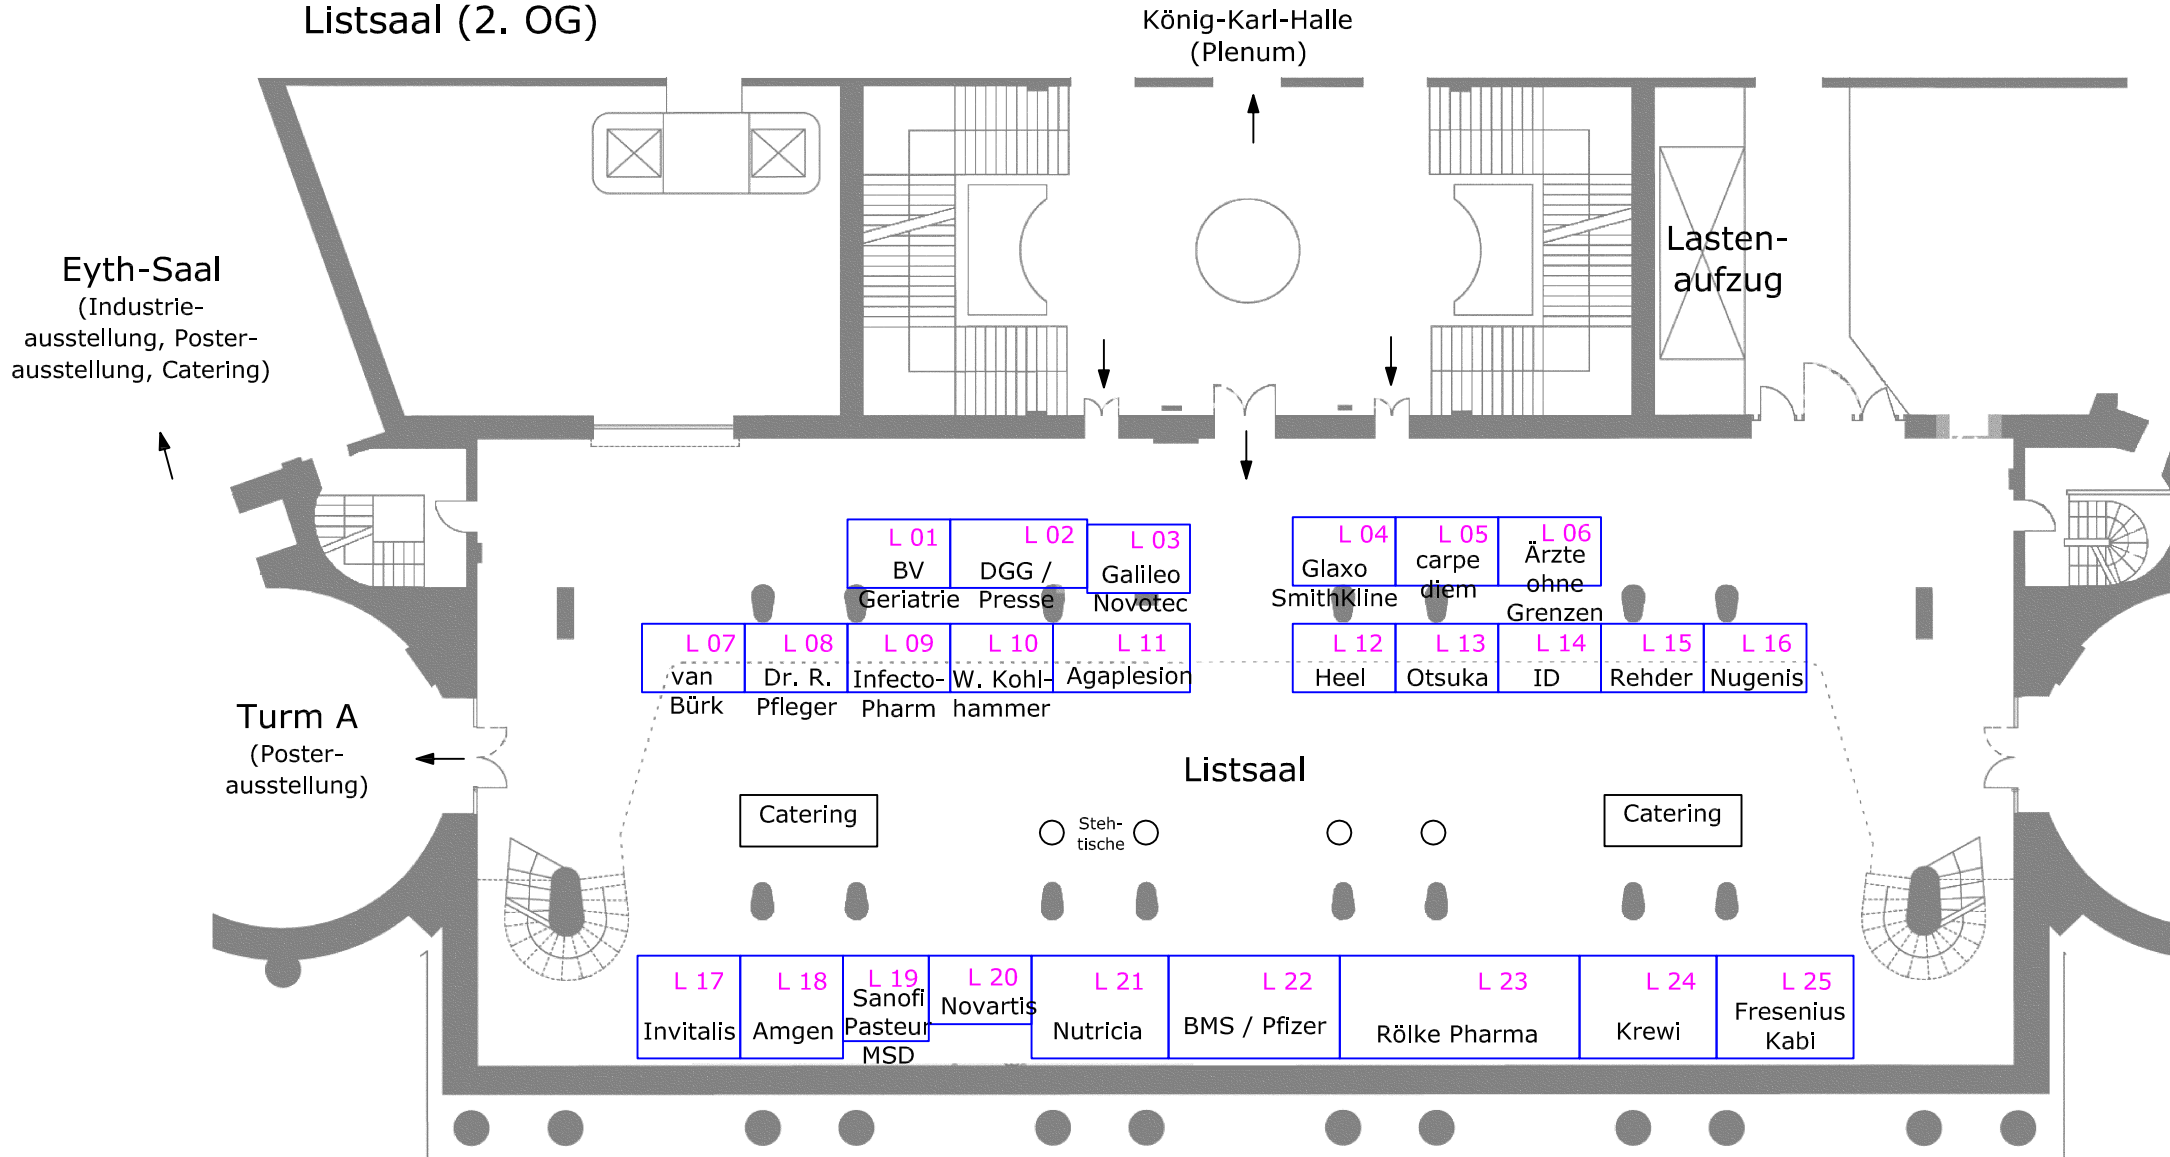 Listsaal (2. OG)
König-Karl-Halle
(Plenum)
Eyth-Saal
(Industrie-
ausstellung, Poster-
ausstellung, Catering)
Lasten-
aufzug
L 01
BV
Geriatrie
L 02
DGG /
Presse
L 03
Galileo
Novotec
L 04
Glaxo
SmithKline
L 05
carpe
diem
L 06
Ärzte
ohne
Grenzen
L 07
van
Bürk
L 08
Dr. R.
Pfleger
L 09
Infecto-
Pharm
L 10
W. Kohl-
hammer
L 11
Agaplesion
L 12
Heel
L 13
Otsuka
L 14
ID
L 15
Rehder
L 16
Nugenis
Turm A
(Poster-
ausstellung)
Listsaal
Catering
Steh-
tische
Catering
L 17
Invitalis
L 18
Amgen
L 19
Sanofi
Pasteur
MSD
L 20
Novartis
L 21
Nutricia
L 22
BMS / Pfizer
L 23
Rölke Pharma
L 24
Krewi
L 25
Fresenius
Kabi